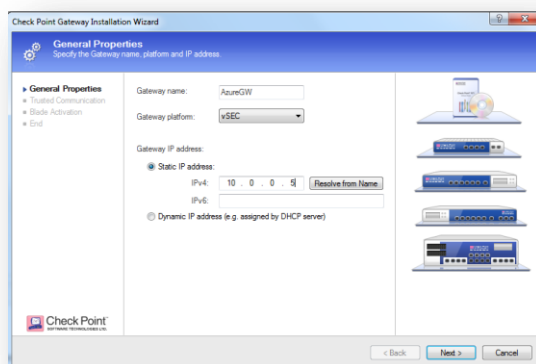 Check Point Gateway Installation Wizard
General Properties
Specify the Gateway name, platform and IP address.
General Properties
Trusted Communication
Blade Activation
End
Gateway name: AzureGW
Gateway platform: vSEC
Gateway IP address:
Static IP address:
IPv4: 10 . 0 . 0 . 5 Resolve from Name
IPv6:
Dynamic IP address (e.g. assigned by DHCP server)
Check Point
SOFTWARE TECHNOLOGIES LTD.
< Back Next > Cancel